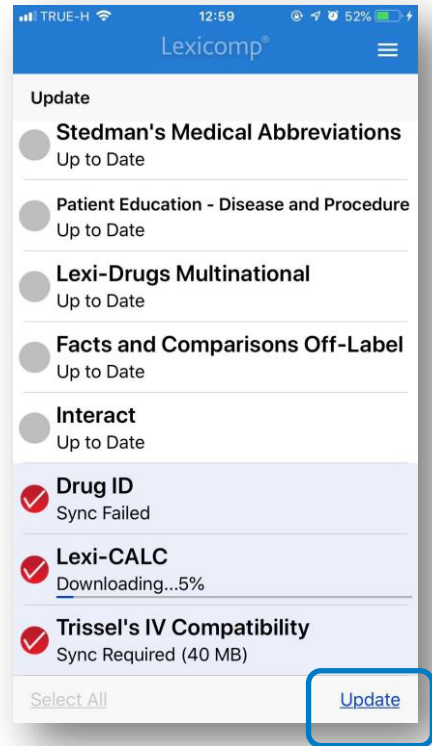 TRUE-H 12:59 52%
Lexicomp®
Update
Stedman's Medical Abbreviations
Up to Date
Patient Education - Disease and Procedure
Up to Date
Lexi-Drugs Multinational
Up to Date
Facts and Comparisons Off-Label
Up to Date
Interact
Up to Date
Drug ID
Sync Failed
Lexi-CALC
Downloading...5%
Trissel's IV Compatibility
Sync Required (40 MB)
Select All Update